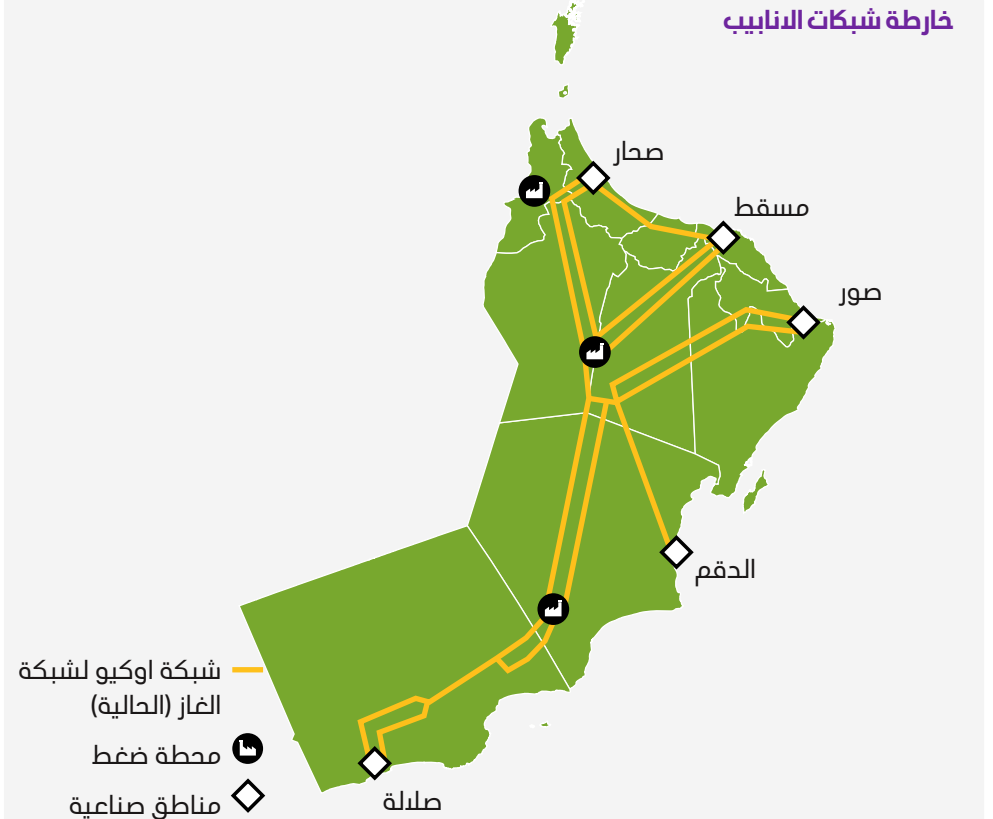 خارطة شبكات الانابيب
صحار
مسقط
صور
الدقم
شبكة اوكيو لشبكة
الغاز (الحالية)
محطة ضغط
مناطق صناعية
صلالة